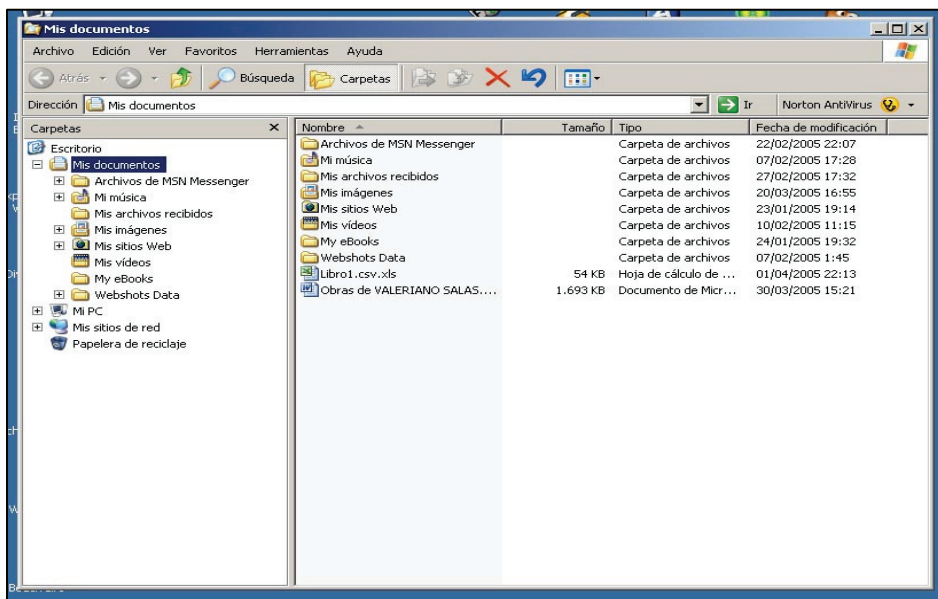 Mis documentos
Archivo Edición Ver Favoritos Herramientas Ayuda
Atrás Búsqueda Carpetas
Dirección Mis documentos Ir Norton AntiVirus
Carpetas Nombre Tamaño Tipo Fecha de modificación
Escritorio
Mis documentos
Archivos de MSN Messenger
Mi música
Mis archivos recibidos
Mis imágenes
Mis sitios Web
Mis vídeos
My eBooks
Webshots Data
Mi PC
Mis sitios de red
Papelera de reciclaje
Archivos de MSN Messenger Carpeta de archivos 22/02/2005 22:07
Mi música Carpeta de archivos 07/02/2005 17:28
Mis archivos recibidos Carpeta de archivos 27/02/2005 17:32
Mis imágenes Carpeta de archivos 20/03/2005 16:55
Mis sitios Web Carpeta de archivos 23/01/2005 19:14
Mis vídeos Carpeta de archivos 10/02/2005 11:15
My eBooks Carpeta de archivos 24/01/2005 19:32
Webshots Data Carpeta de archivos 07/02/2005 1:45
Libro1.csv.xls 54 KB Hoja de cálculo de ... 01/04/2005 22:13
Obras de VALERIANO SALAS.... 1.693 KB Documento de Micr... 30/03/2005 15:21